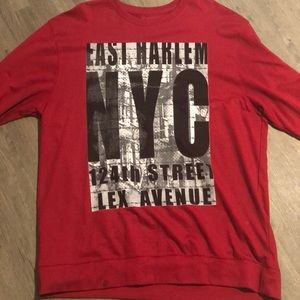 EAST HARLEM
NYC
124th STREET
LEX AVENUE